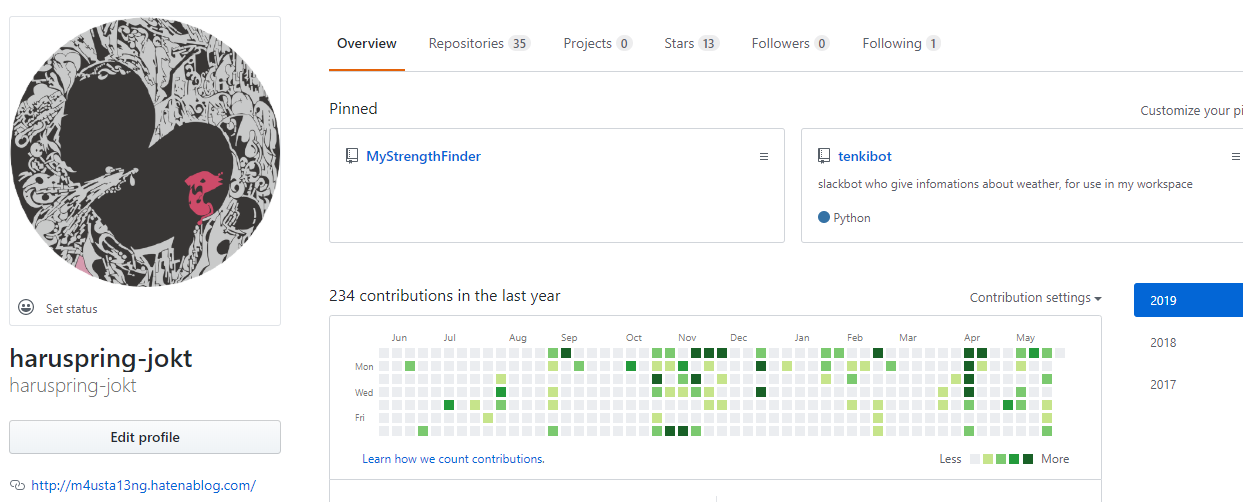 Overview Repositories 35 Projects 0 Stars 13 Followers 0 Following 1
Pinned
Customize your pi
MyStrengthFinder
tenkibot
slackbot who give infomations about weather, for use in my workspace
Python
Set status
haruspring-jokt
haruspring-jokt
Edit profile
http://m4usta13ng.hatenablog.com/
234 contributions in the last year
Contribution settings
2019
2018
2017
Jun Jul Aug Sep Oct Nov Dec Jan Feb Mar Apr May
Mon
Wed
Fri
Learn how we count contributions.
Less More